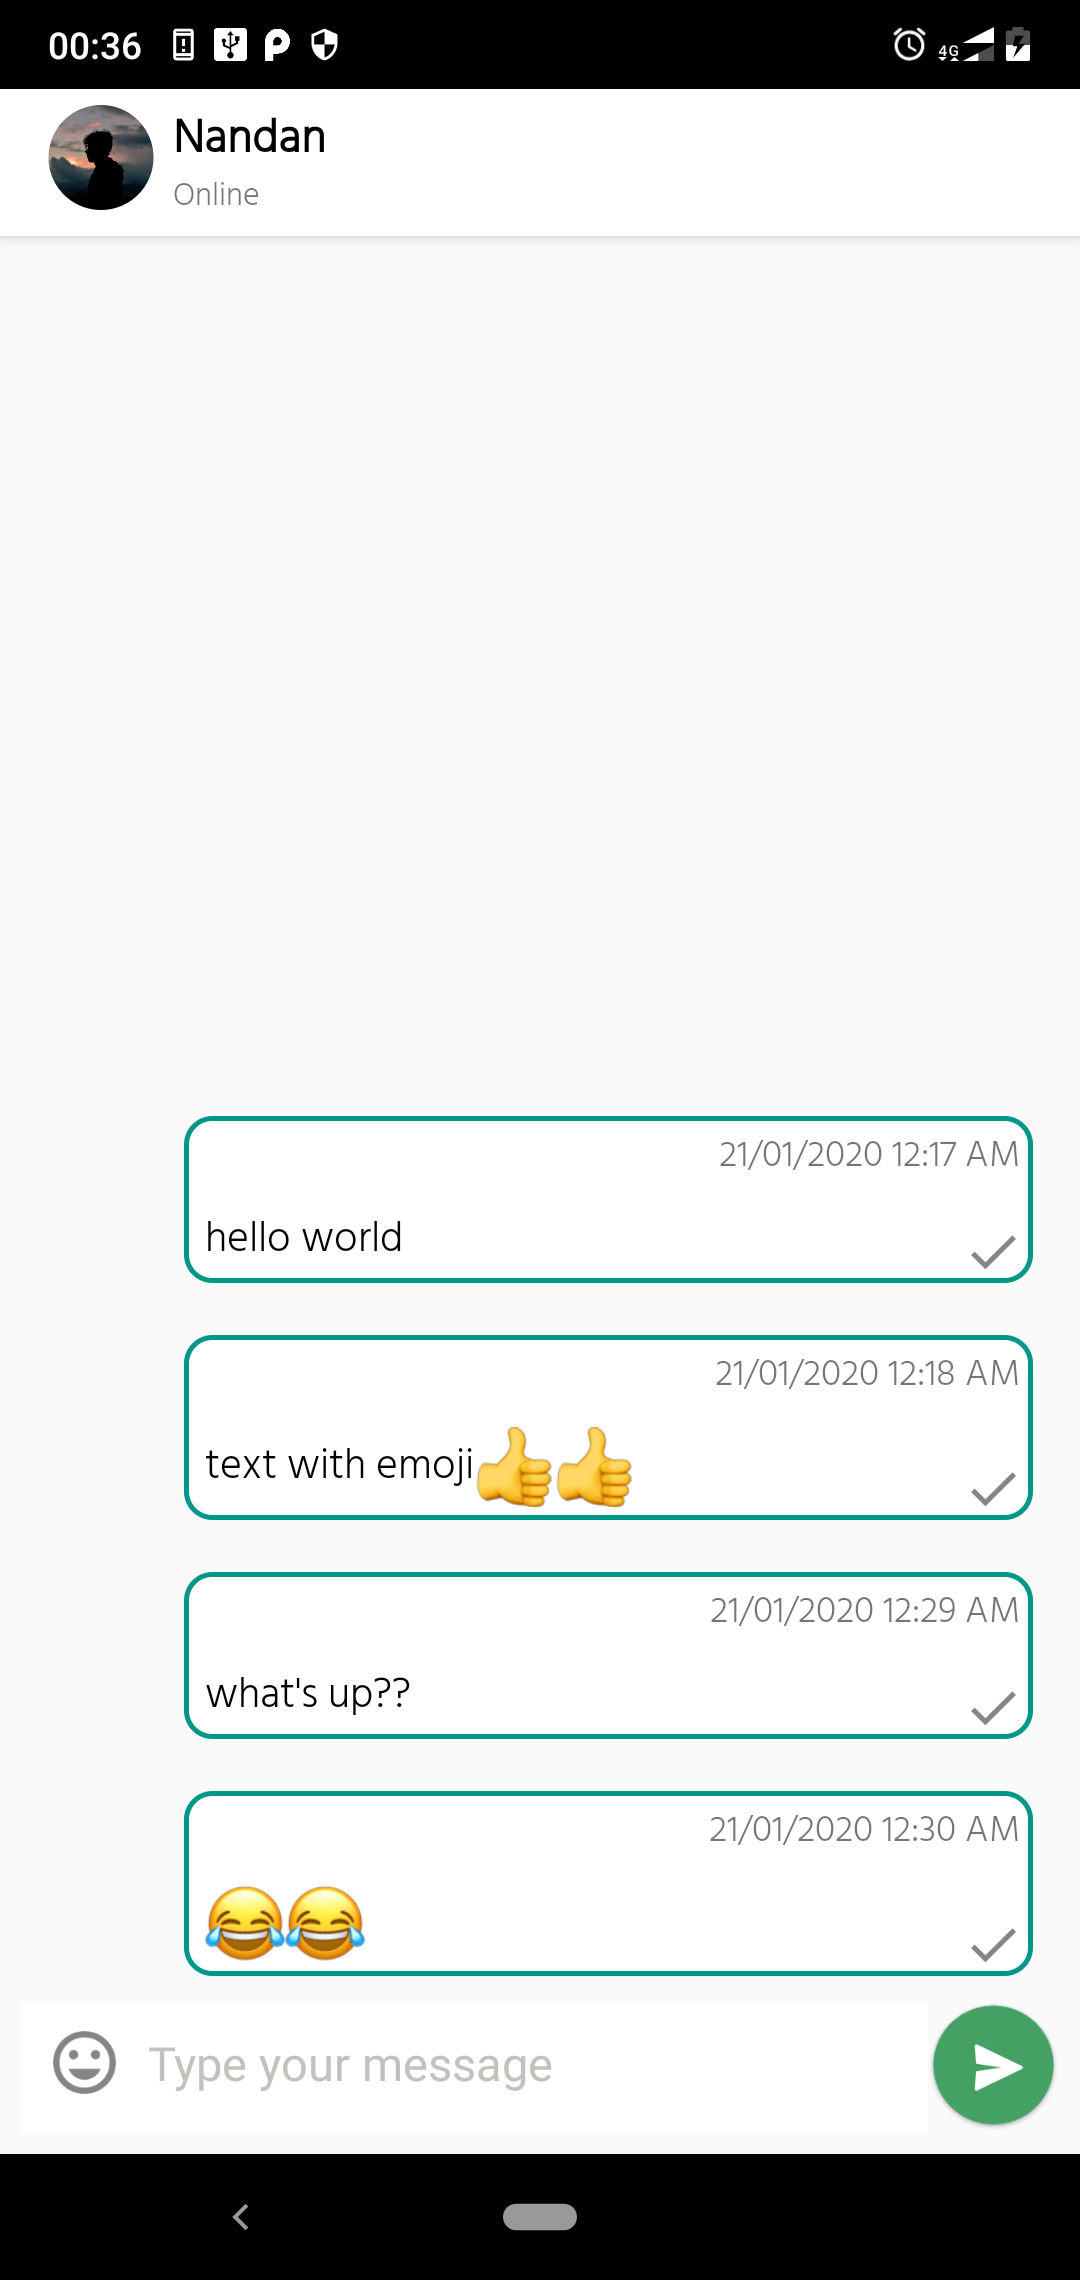 00:36
4G
Nandan
Online
21/01/2020 12:17 AM
hello world
21/01/2020 12:18 AM
text with emoji👍👍
21/01/2020 12:29 AM
what's up??
21/01/2020 12:30 AM
😂😂
Type your message